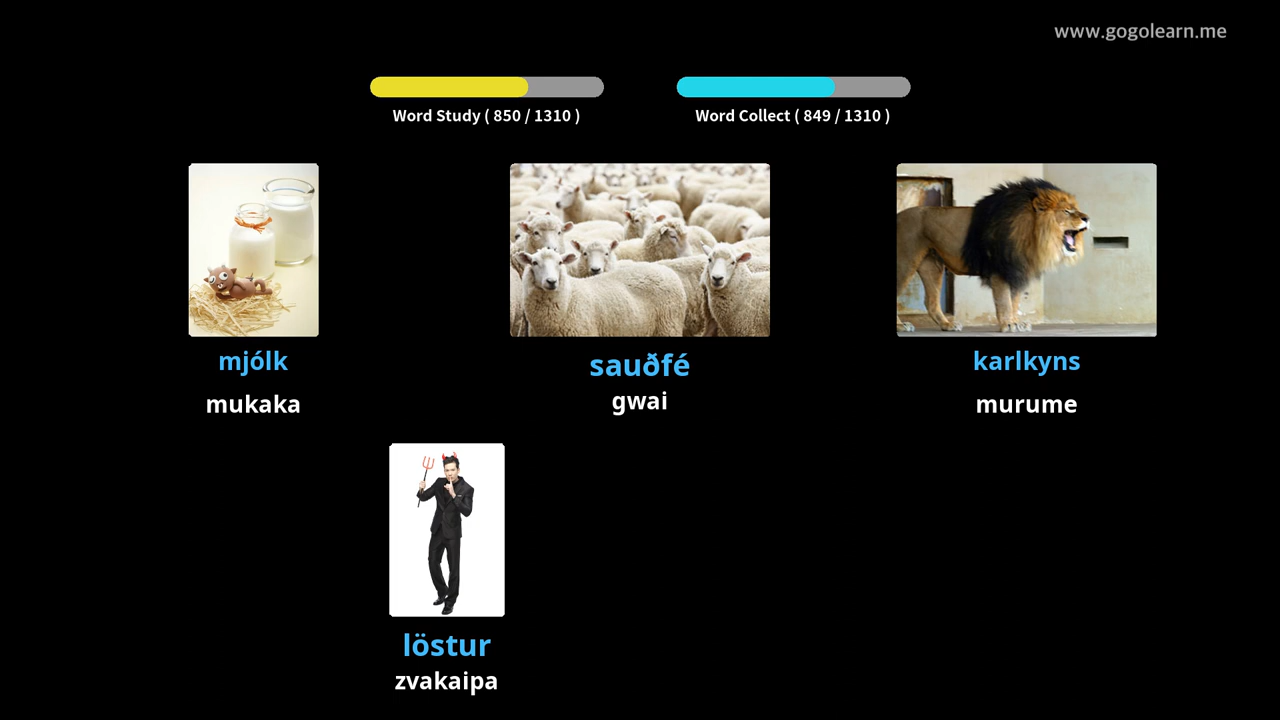 www.gogolearn.me
Word Study ( 850 / 1310 )
Word Collect ( 849 / 1310 )
mjólk
mukaka
sauðfé
gwai
karlkyns
murume
löstur
zvakaipa